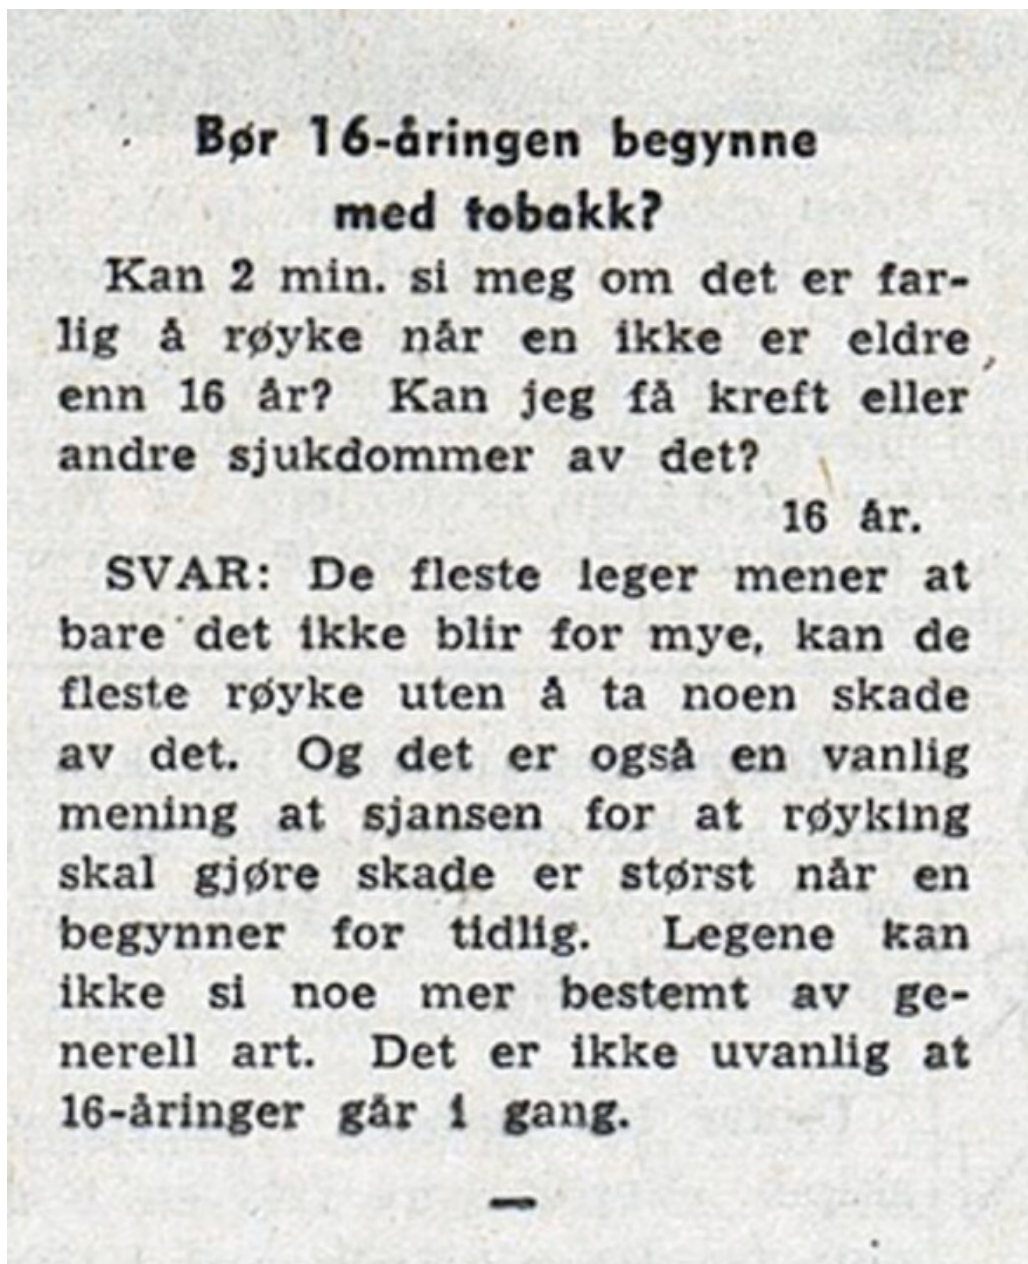 Bør 16-åringen begynne
med tobakk?
Kan 2 min. si meg om det er far-
lig å røyke når en ikke er eldre
enn 16 år? Kan jeg få kreft eller
andre sjukdommer av det?
16 år.
SVAR: De fleste leger mener at
bare det ikke blir for mye, kan de
fleste røyke uten å ta noen skade
av det. Og det er også en vanlig
mening at sjansen for at røyking
skal gjøre skade er størst når en
begynner for tidlig. Legene kan
ikke si noe mer bestemt av ge-
nerell art. Det er ikke uvanlig at
16-åringer går i gang.